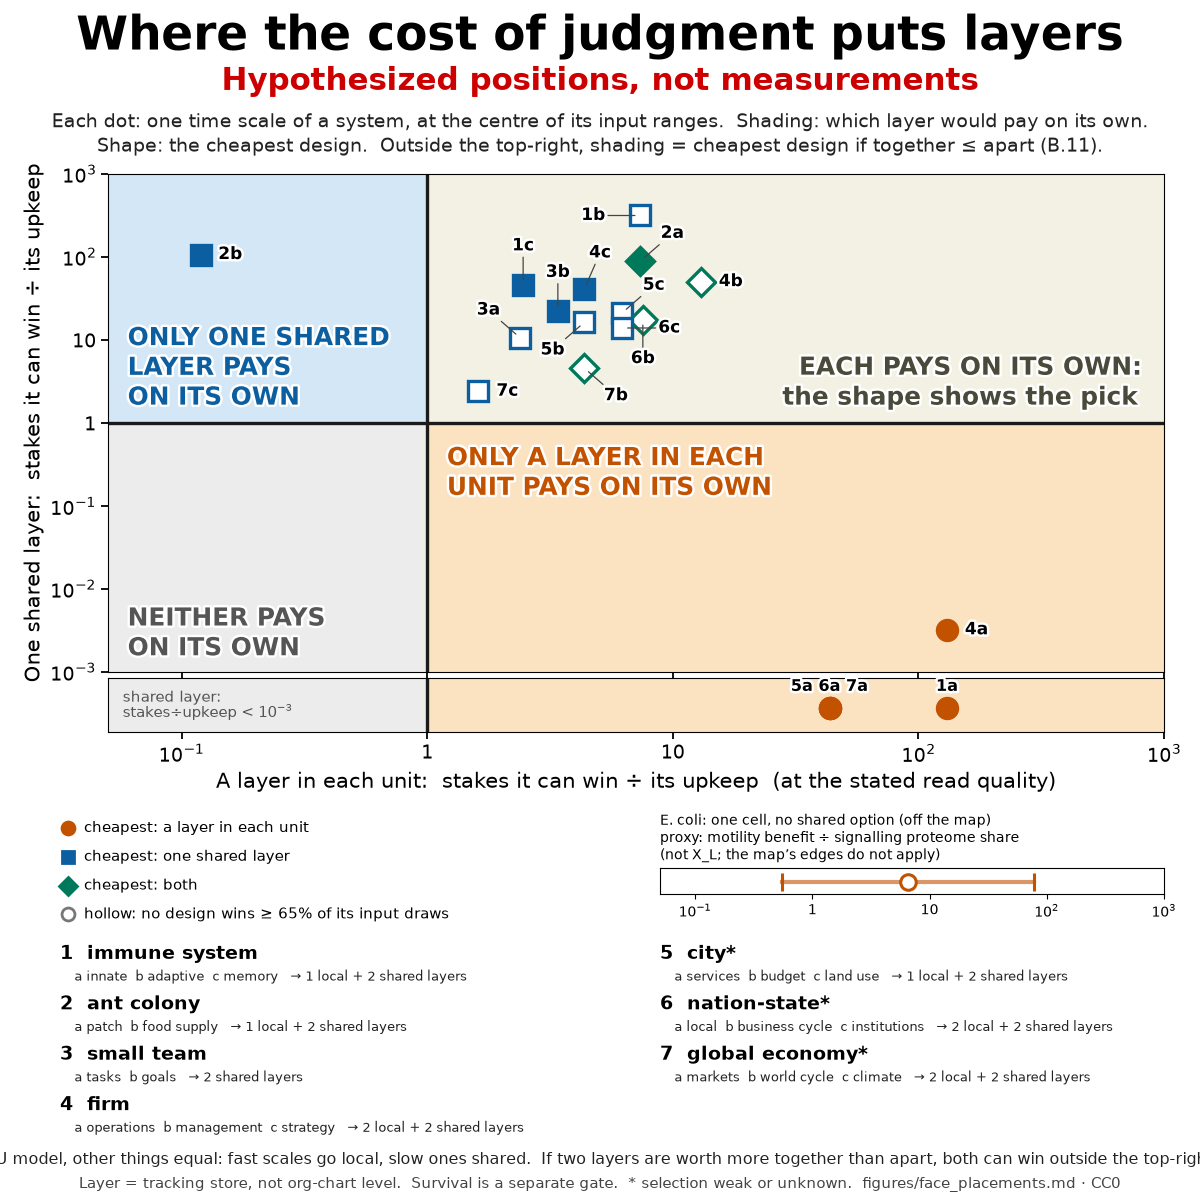 Where the cost of judgment puts layers
Hypothesized positions, not measurements
Each dot: one time scale of a system, at the centre of its input ranges.  Shading: which layer would pay on its own.
Shape: the cheapest design.  Outside the top-right, shading = cheapest design if together ≤ apart (B.11).
One shared layer:  stakes it can win ÷ its upkeep
10³
10²
10
1
10⁻¹
10⁻²
10⁻³
1b
2a
1c
4c
2b
3b
4b
5c
3a
6c
5b
6b
7b
7c
ONLY ONE SHARED
LAYER PAYS
ON ITS OWN
EACH PAYS ON ITS OWN:
the shape shows the pick
ONLY A LAYER IN EACH
UNIT PAYS ON ITS OWN
NEITHER PAYS
ON ITS OWN
4a
5a 6a 7a
1a
shared layer:
stakes÷upkeep < 10⁻³
10⁻¹
1
10
10²
10³
A layer in each unit:  stakes it can win ÷ its upkeep  (at the stated read quality)
cheapest: a layer in each unit
cheapest: one shared layer
cheapest: both
hollow: no design wins ≥ 65% of its input draws
E. coli: one cell, no shared option (off the map)
proxy: motility benefit ÷ signalling proteome share
(not X_L; the map's edges do not apply)
10⁻¹
1
10
10²
10³
1 immune system
a innate  b adaptive  c memory  → 1 local + 2 shared layers
2 ant colony
a patch  b food supply  → 1 local + 2 shared layers
3 small team
a tasks  b goals  → 2 shared layers
4 firm
a operations  b management  c strategy  → 2 local + 2 shared layers
5 city*
a services  b budget  c land use  → 1 local + 2 shared layers
6 nation-state*
a local  b business cycle  c institutions  → 2 local + 2 shared layers
7 global economy*
a markets  b world cycle  c climate  → 2 local + 2 shared layers
model, other things equal: fast scales go local, slow ones shared.  If two layers are worth more together than apart, both can win outside the
Layer = tracking store, not org-chart level.  Survival is a separate gate.  * selection weak or unknown.  figures/face_placements.md · CC0